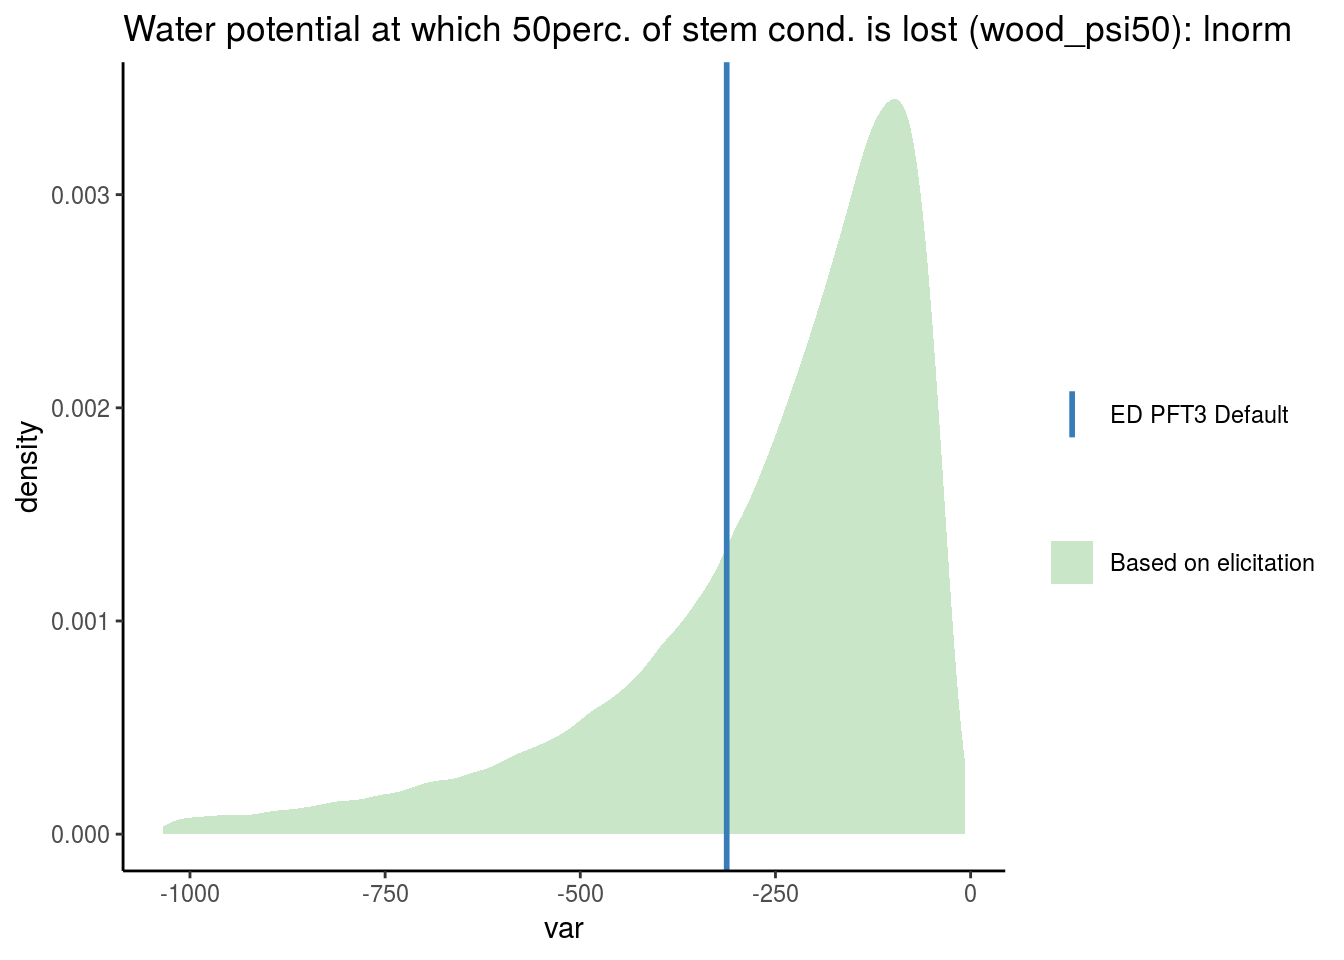 Water potential at which 50perc. of stem cond. is lost (wood_psi50): lnorm
0.003
0.002
0.001
0.000
density
-1000 -750 -500 -250 0
var
ED PFT3 Default
Based on elicitation